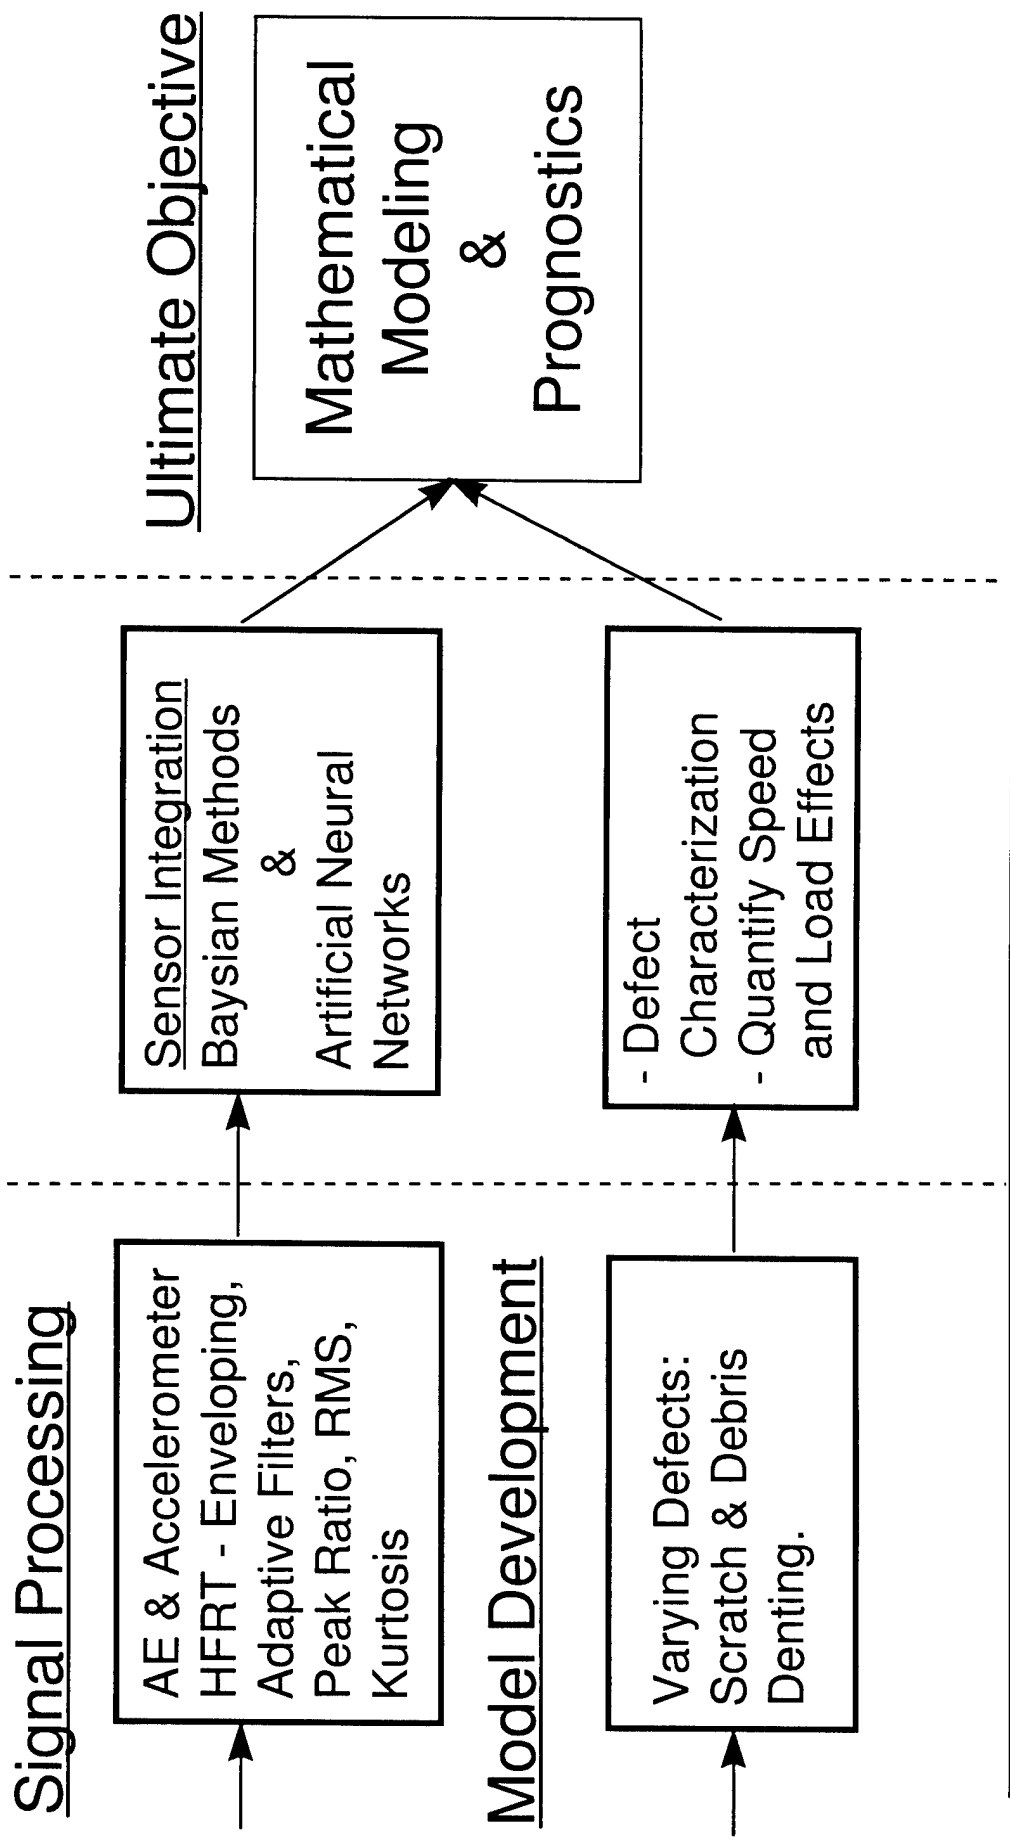 Signal Processing
AE & Accelerometer
HFRT - Enveloping,
Adaptive Filters,
Peak Ratio, RMS,
Kurtosis
Sensor Integration
Baysian Methods
&
Artificial Neural
Networks
Ultimate Objective
Mathematical
Modeling
&
Prognostics
Model Development
Varying Defects:
Scratch & Debris
Denting.
- Defect
Characterization
- Quantify Speed
and Load Effects